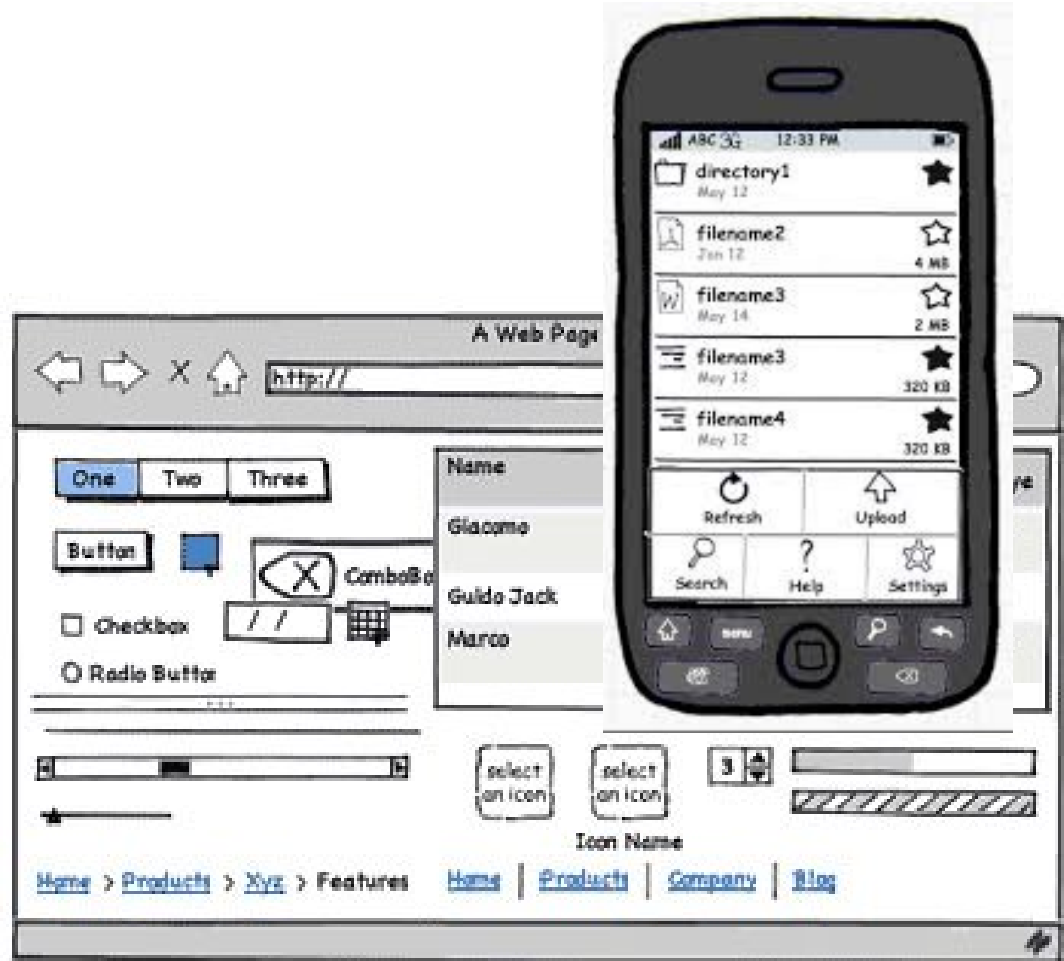 ABC 3G 12:33 PM
directory1
May 12
filename2
Jan 12
4 MB
filename3
May 14
2 MB
filename3
May 12
320 KB
filename4
May 12
320 KB
Refresh Upload
Search ? Help Settings
menu
A Web Page
http://
One Two Three
Name
Giacomo
Guido Jack
Marco
Button
X ComboBo
/ /
Checkbox
Radio Button
select an icon
select an icon
3
Icon Name
Home > Products > Xyz > Features
Home | Products | Company | Blog